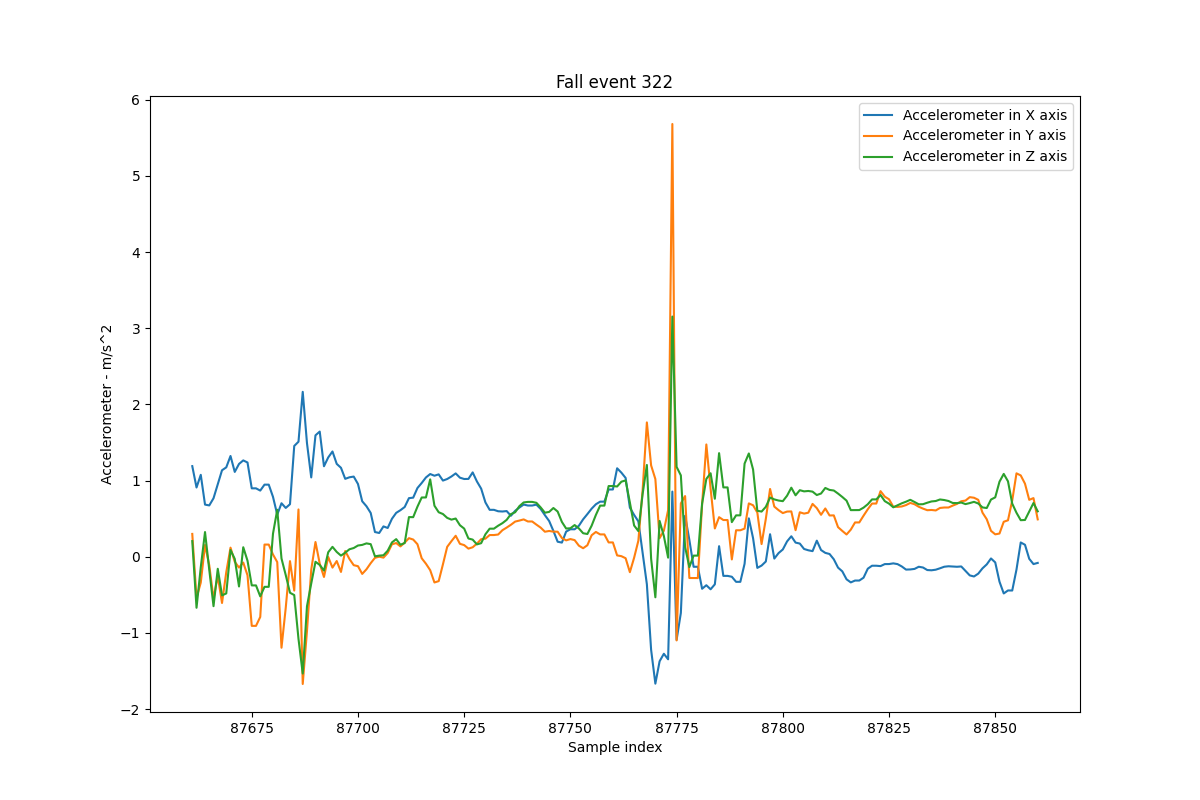 Fall event 322
Accelerometer in X axis
Accelerometer in Y axis
Accelerometer in Z axis
Accelerometer - m/s^2
6
5
4
3
2
1
0
−1
−2
87675 87700 87725 87750 87775 87800 87825 87850
Sample index